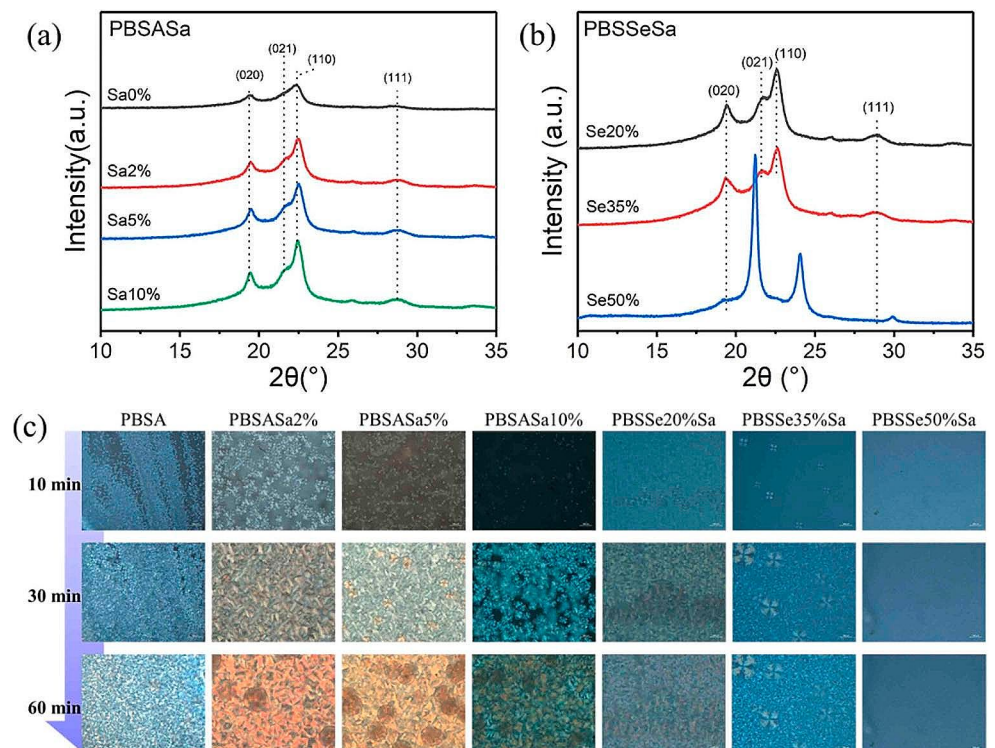 (a)
PBSASa
(020)
(021)
(110)
(111)
Sa0%
Sa2%
Sa5%
Sa10%
Intensity(a.u.)
10 15 20 25 30 35
2θ(°)
(b)
PBSSeSa
(020)
(021)
(110)
(111)
Se20%
Se35%
Se50%
Intensity (a.u.)
10 15 20 25 30 35
2θ(°)
(c)
PBSA PBSASa2% PBSASa5% PBSASa10% PBSSe20%Sa PBSSe35%Sa PBSSe50%Sa
10 min
30 min
60 min